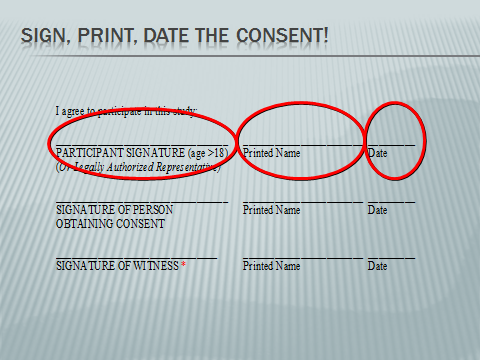 SIGN, PRINT, DATE THE CONSENT!
I agree to participate in this study:
PARTICIPANT SIGNATURE (age >18) Printed Name Date
(Or Legally Authorized Representative)
SIGNATURE OF PERSON Printed Name Date
OBTAINING CONSENT
SIGNATURE OF WITNESS * Printed Name Date